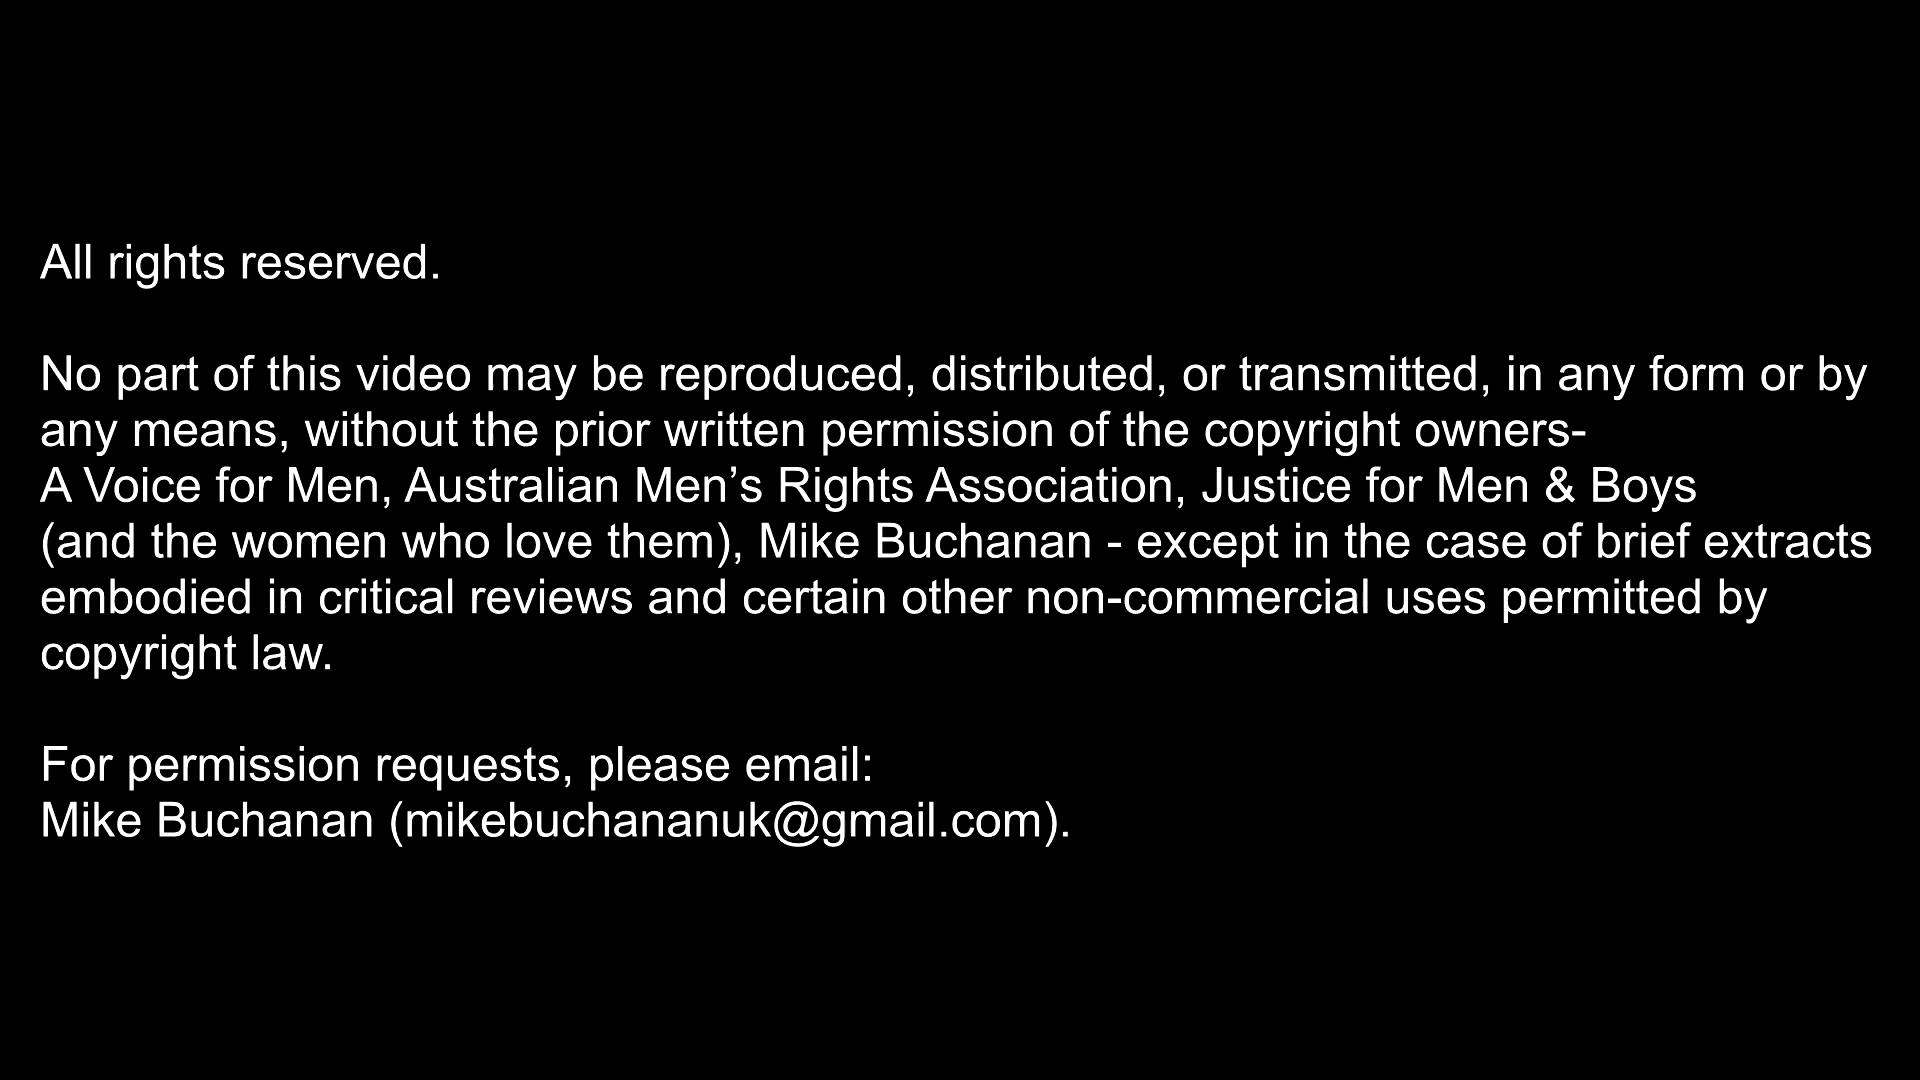 All rights reserved.
No part of this video may be reproduced, distributed, or transmitted, in any form or by
any means, without the prior written permission of the copyright owners-
A Voice for Men, Australian Men’s Rights Association, Justice for Men & Boys
(and the women who love them), Mike Buchanan - except in the case of brief extracts
embodied in critical reviews and certain other non-commercial uses permitted by
copyright law.
For permission requests, please email:
Mike Buchanan (mikebuchananuk@gmail.com).